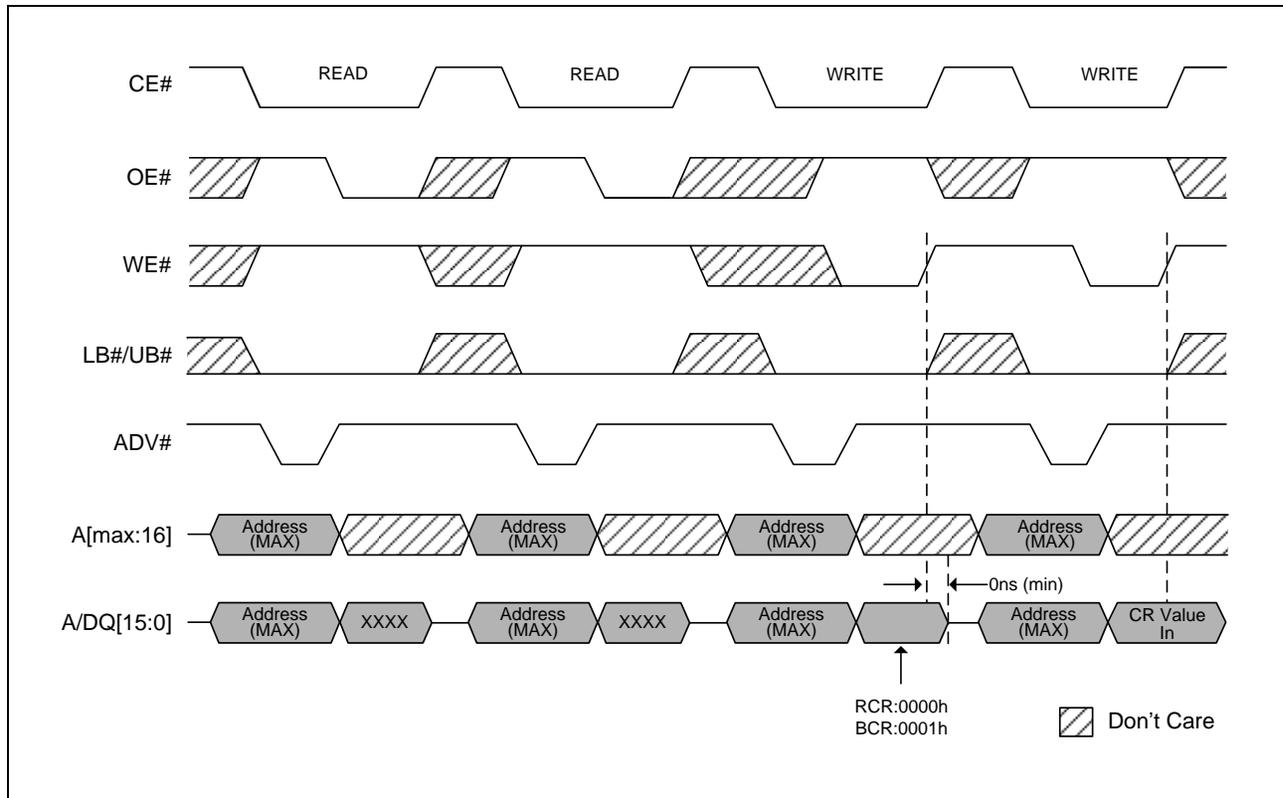 READ
READ
WRITE
WRITE
CE#
OE#
WE#
LB#/UB#
ADV#
A[max:16]
Address
(MAX)
Address
(MAX)
Address
(MAX)
Address
(MAX)
0ns (min)
A/DQ[15:0]
Address
(MAX)
XXXX
Address
(MAX)
XXXX
Address
(MAX)
Address
(MAX)
CR Value
In
RCR:0000h
BCR:0001h
Don't Care